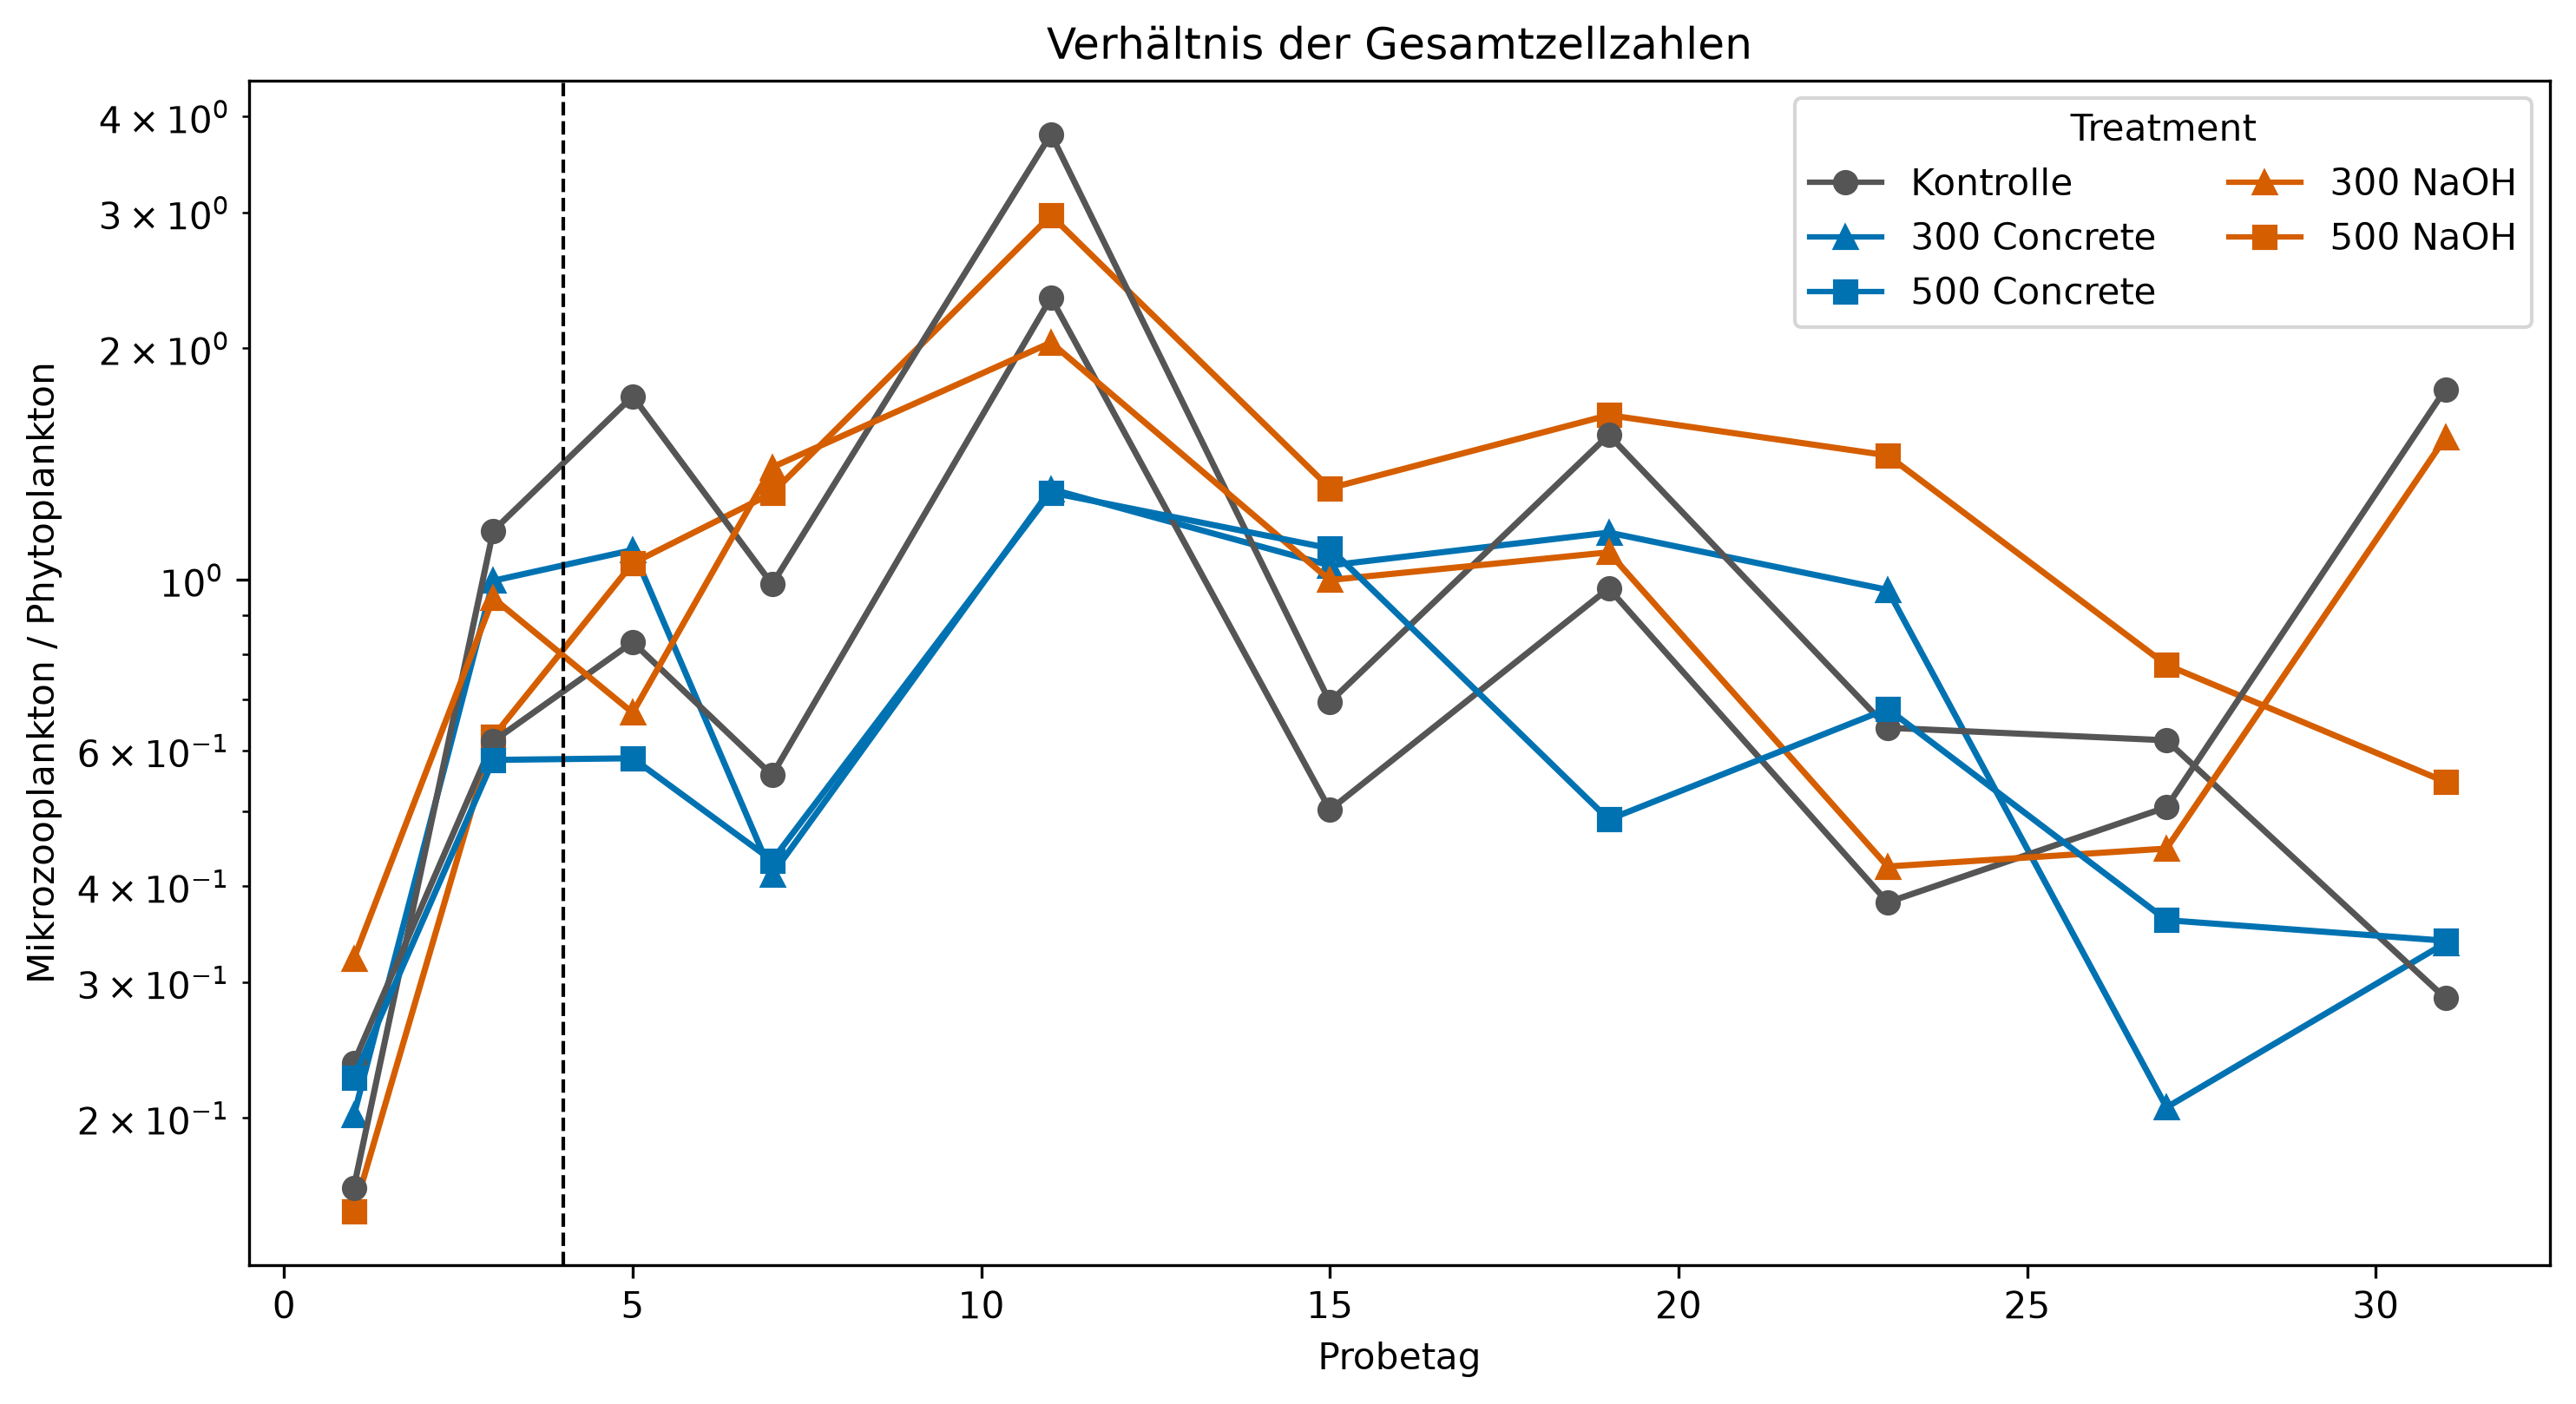 Verhältnis der Gesamtzellzahlen
Mikrozooplankton / Phytoplankton
4 × 10⁰
3 × 10⁰
2 × 10⁰
10⁰
6 × 10⁻¹
4 × 10⁻¹
3 × 10⁻¹
2 × 10⁻¹
Treatment
Kontrolle
300 Concrete
500 Concrete
300 NaOH
500 NaOH
0 5 10 15 20 25 30
Probetag